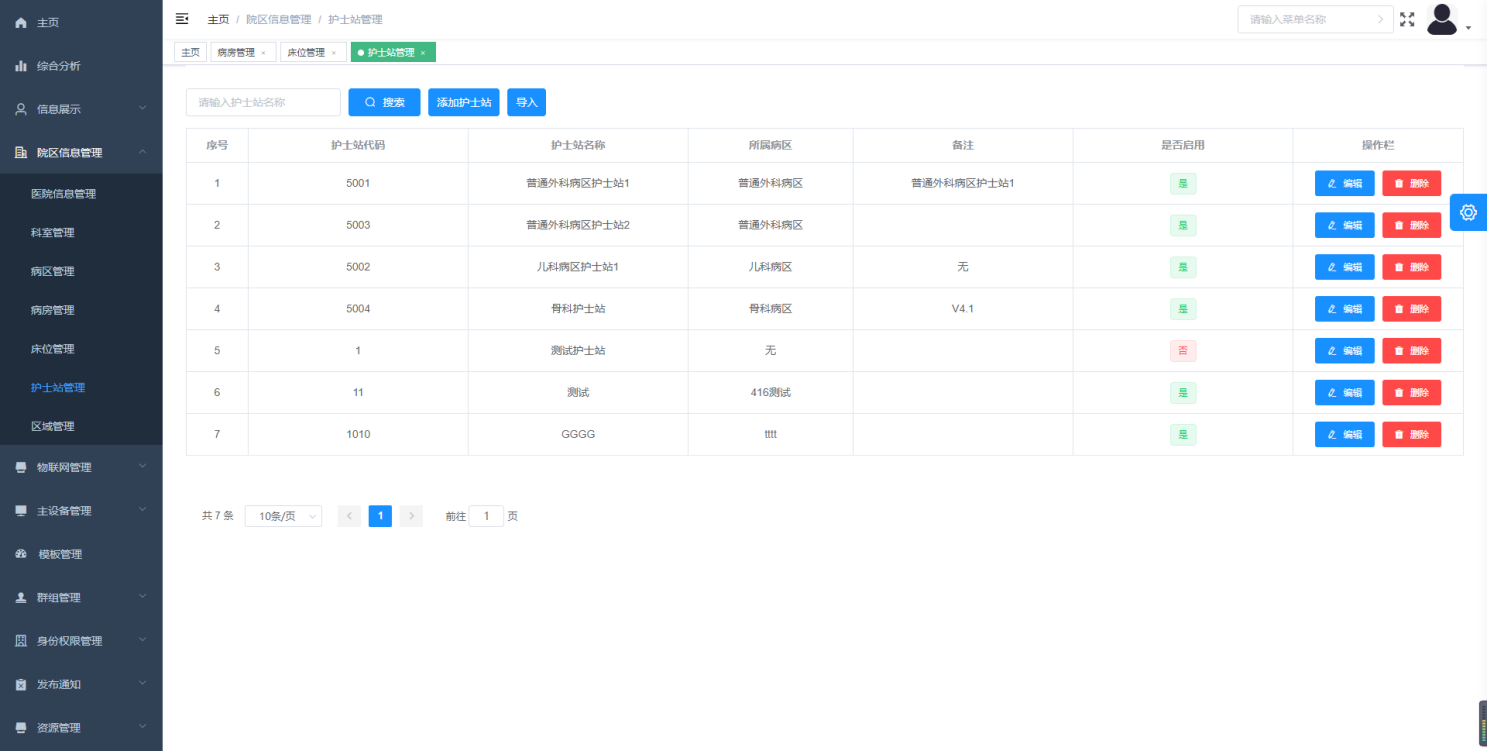 主页
综合分析
信息展示
院区信息管理
医院信息管理
科室管理
病区管理
病房管理
床位管理
护士站管理
区域管理
物联网管理
主设备管理
模板管理
群组管理
身份权限管理
发布通知
资源管理
主页 / 院区信息管理 / 护士站管理
请输入菜单名称
主页 病房管理 × 床位管理 × 护士站管理 ×
请输入护士站名称 搜索 添加护士站 导入
序号 护士站代码 护士站名称 所属病区 备注 是否启用 操作栏
1 5001 普通外科病区护士站1 普通外科病区 普通外科病区护士站1 是 编辑 删除
2 5003 普通外科病区护士站2 普通外科病区 是 编辑 删除
3 5002 儿科病区护士站1 儿科病区 无 是 编辑 删除
4 5004 骨科护士站 骨科病区 V4.1 是 编辑 删除
5 1 测试护士站 无 否 编辑 删除
6 11 测试 416测试 是 编辑 删除
7 1010 GGGG tttt 是 编辑 删除
共 7 条 10条/页 1 前往 1 页